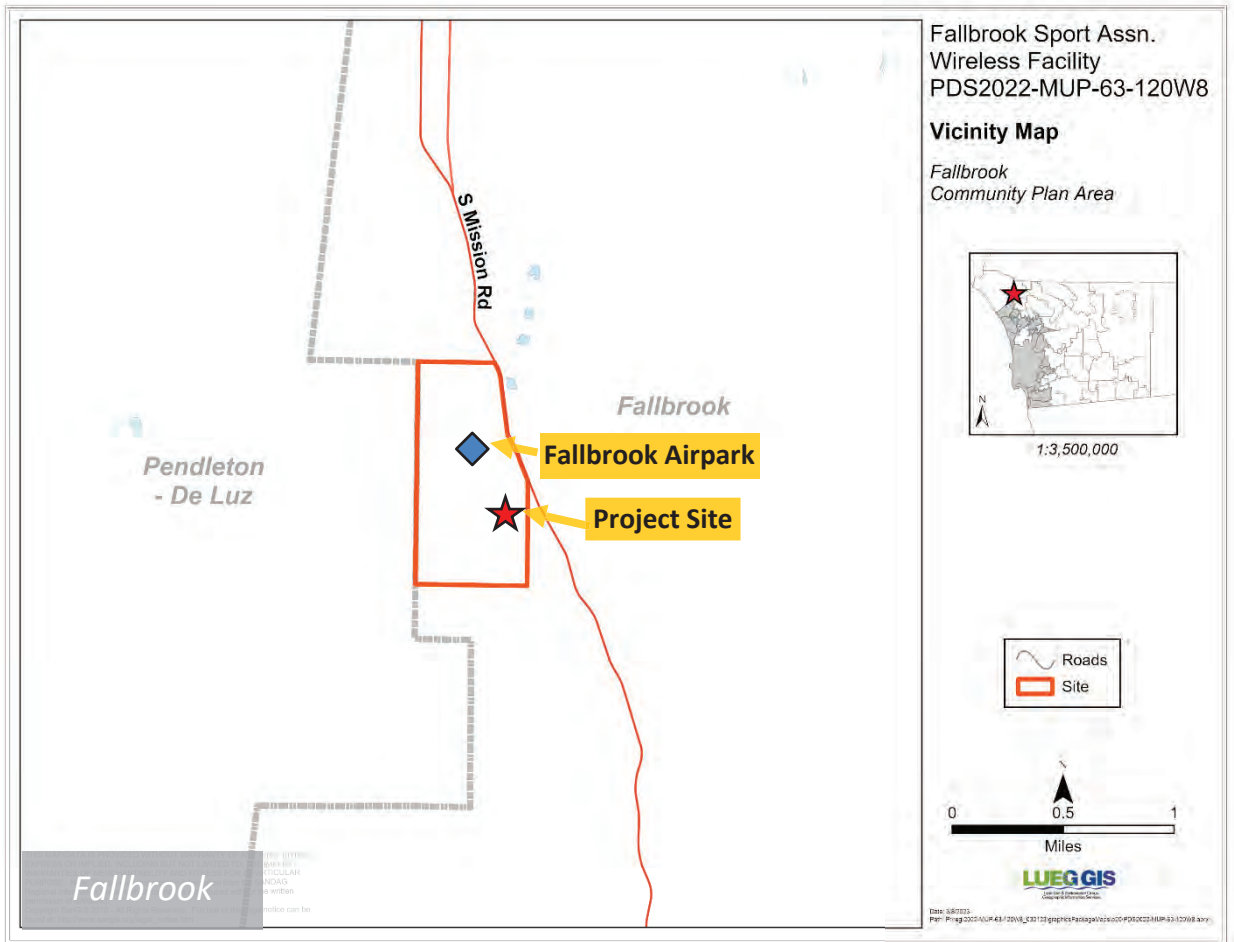 Fallbrook Sport Assn.
Wireless Facility
PDS2022-MUP-63-120W8
Vicinity Map
Fallbrook
Community Plan Area
N
1:3,500,000
S Mission Rd
Fallbrook
Pendleton
- De Luz
Fallbrook Airpark
Project Site
Roads
Site
N
0 0.5 1
Miles
LUEG GIS
Fallbrook